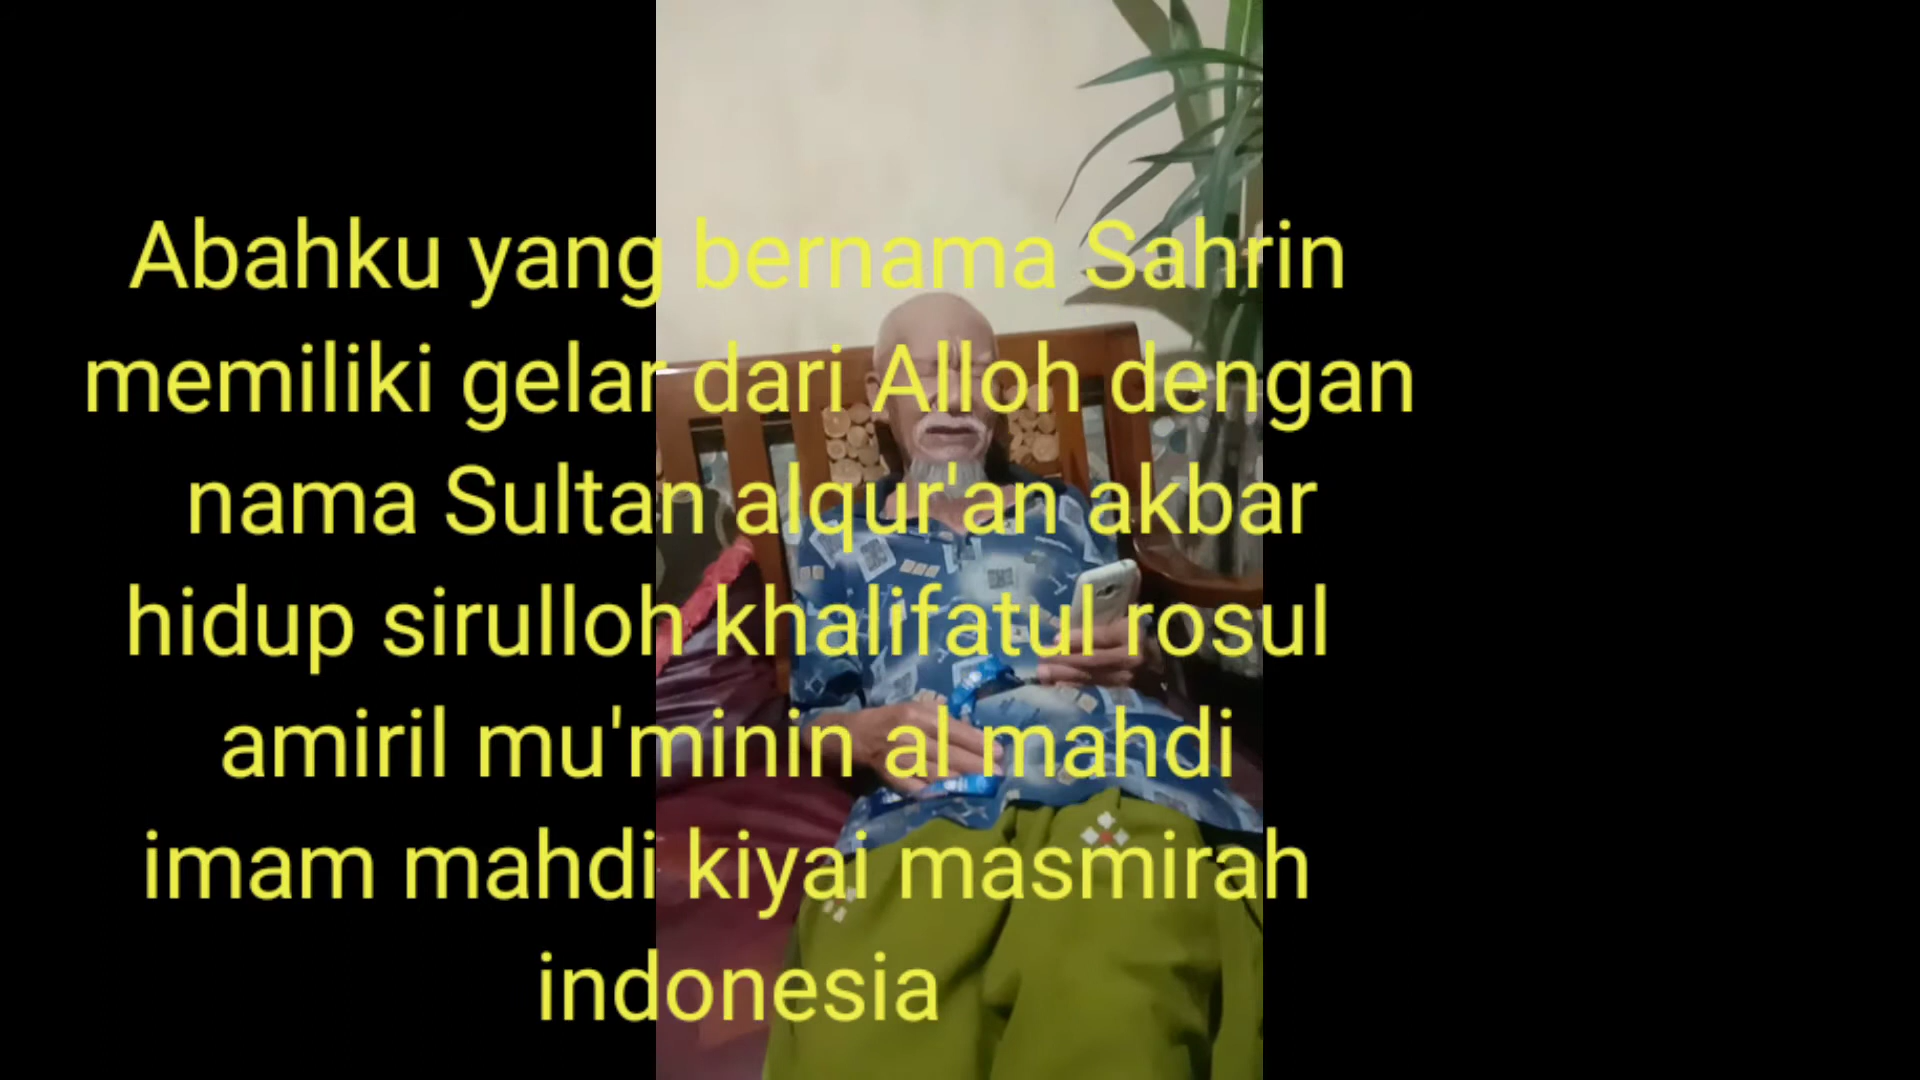 Abahku yang bernama Sahrin
memiliki gelar dari Alloh dengan
nama Sultan alqur'an akbar
hidup sirulloh khalifatul rosul
amiril mu'minin al mahdi
imam mahdi kiyai masmirah
indonesia